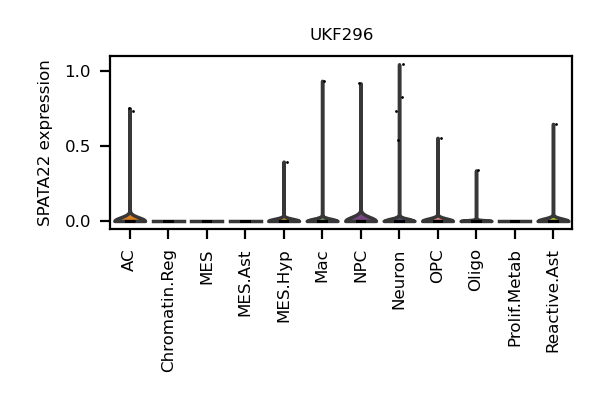 UKF296
SPATA22 expression
1.0
0.5
0.0
AC
Chromatin.Reg
MES
MES.Ast
MES.Hyp
Mac
NPC
Neuron
OPC
Oligo
Prolif.Metab
Reactive.Ast